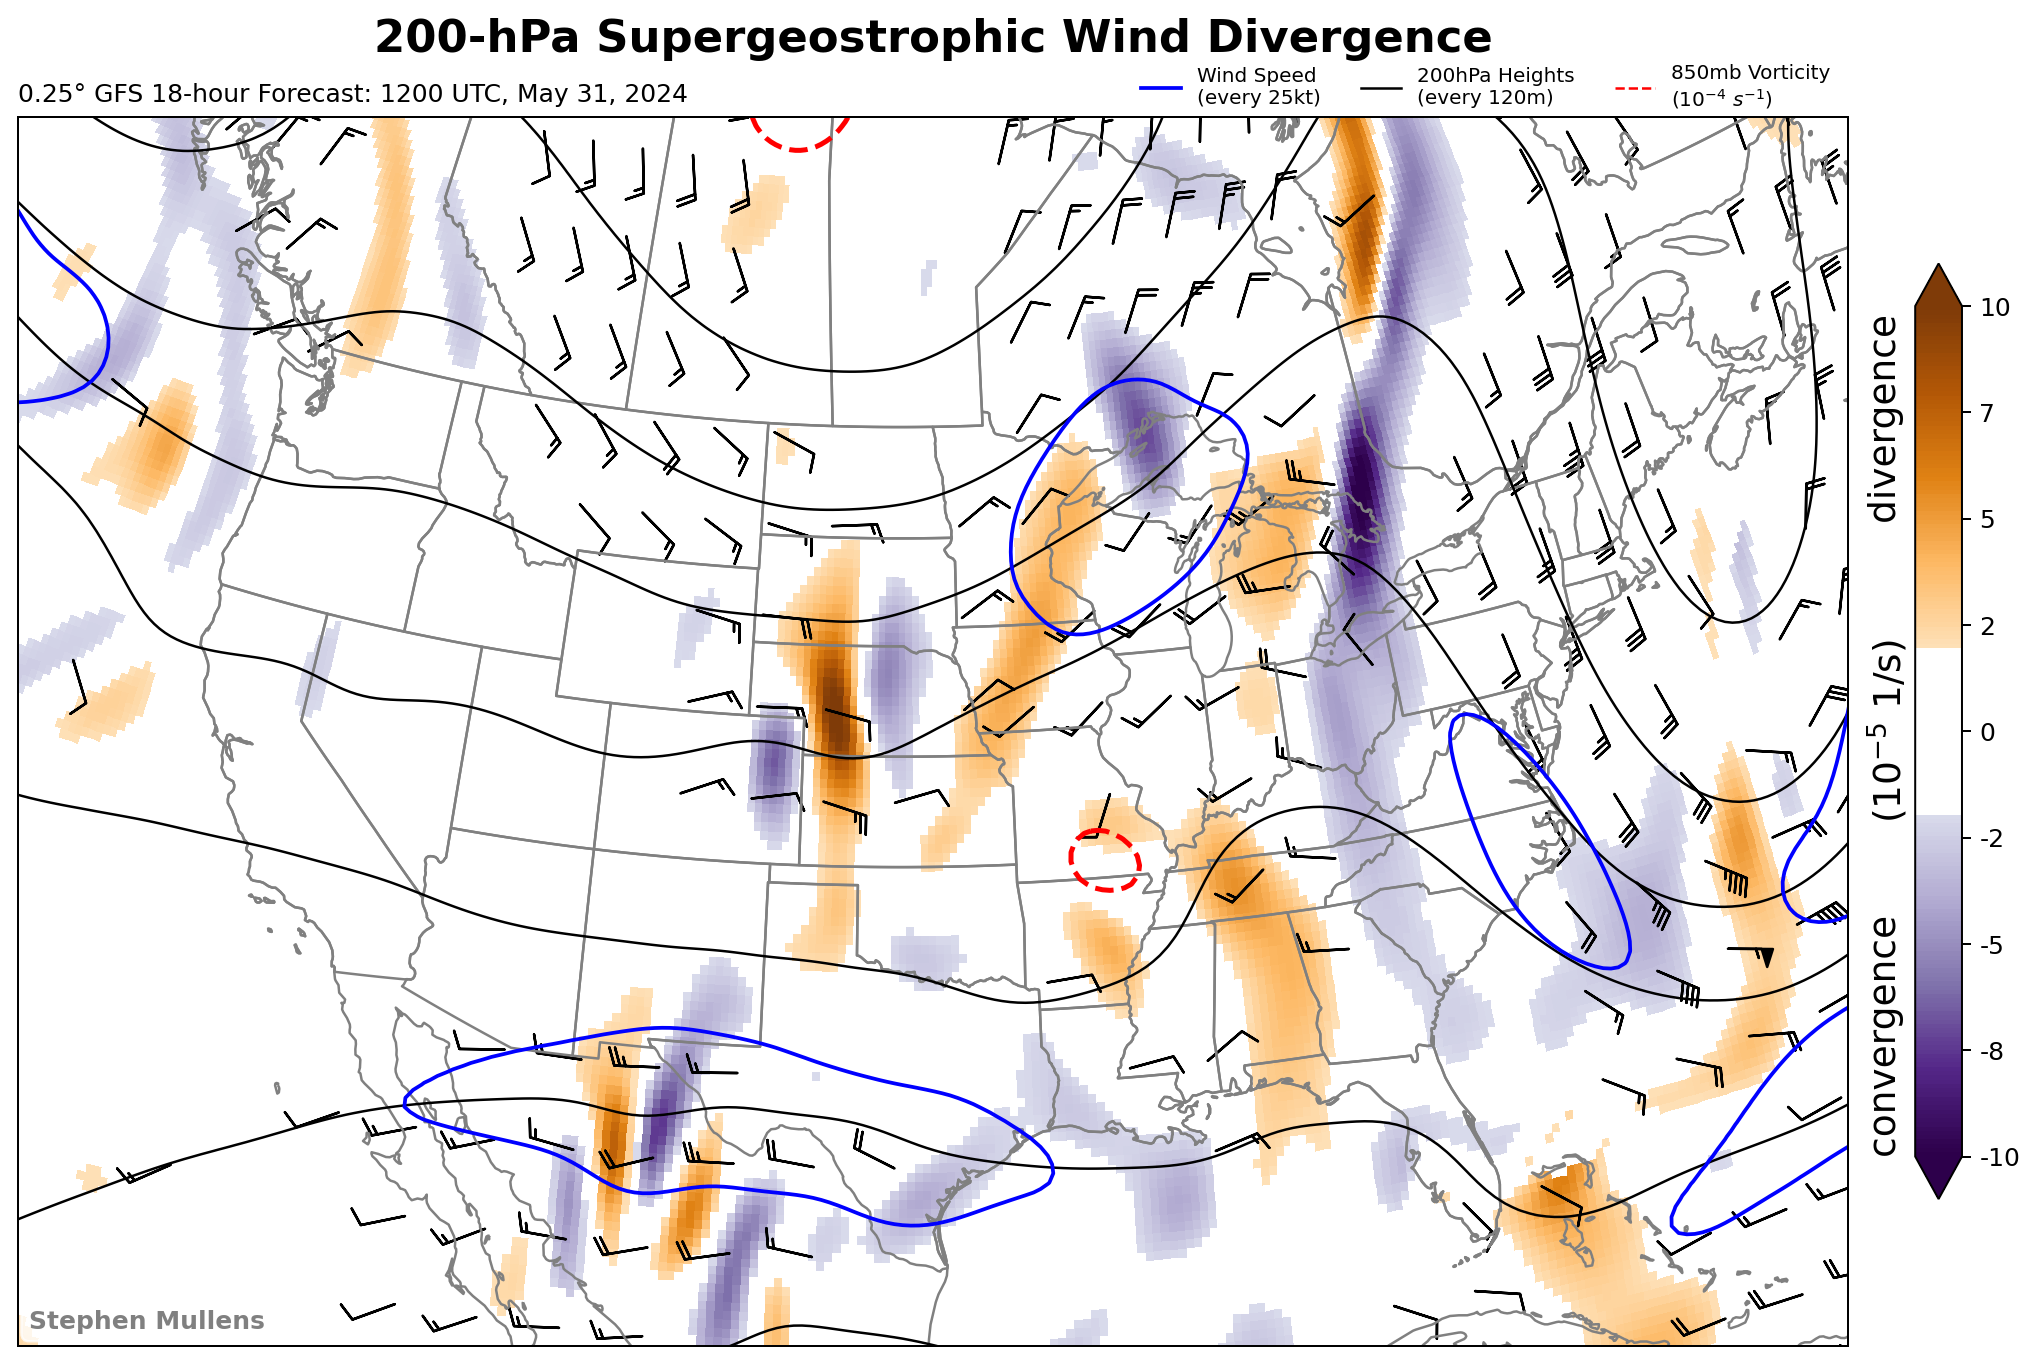 200-hPa Supergeostrophic Wind Divergence
0.25° GFS 18-hour Forecast: 1200 UTC, May 31, 2024
Wind Speed
(every 25kt)
200hPa Heights
(every 120m)
850mb Vorticity
(10⁻⁴ s⁻¹)
10
7
5
2
0
-2
-5
-8
-10
convergence (10⁻⁵ 1/s) divergence
Stephen Mullens